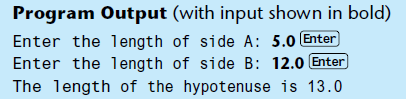 Program Output (with input shown in bold)
Enter the length of side A: 5.0 Enter
Enter the length of side B: 12.0 Enter
The length of the hypotenuse is 13.0